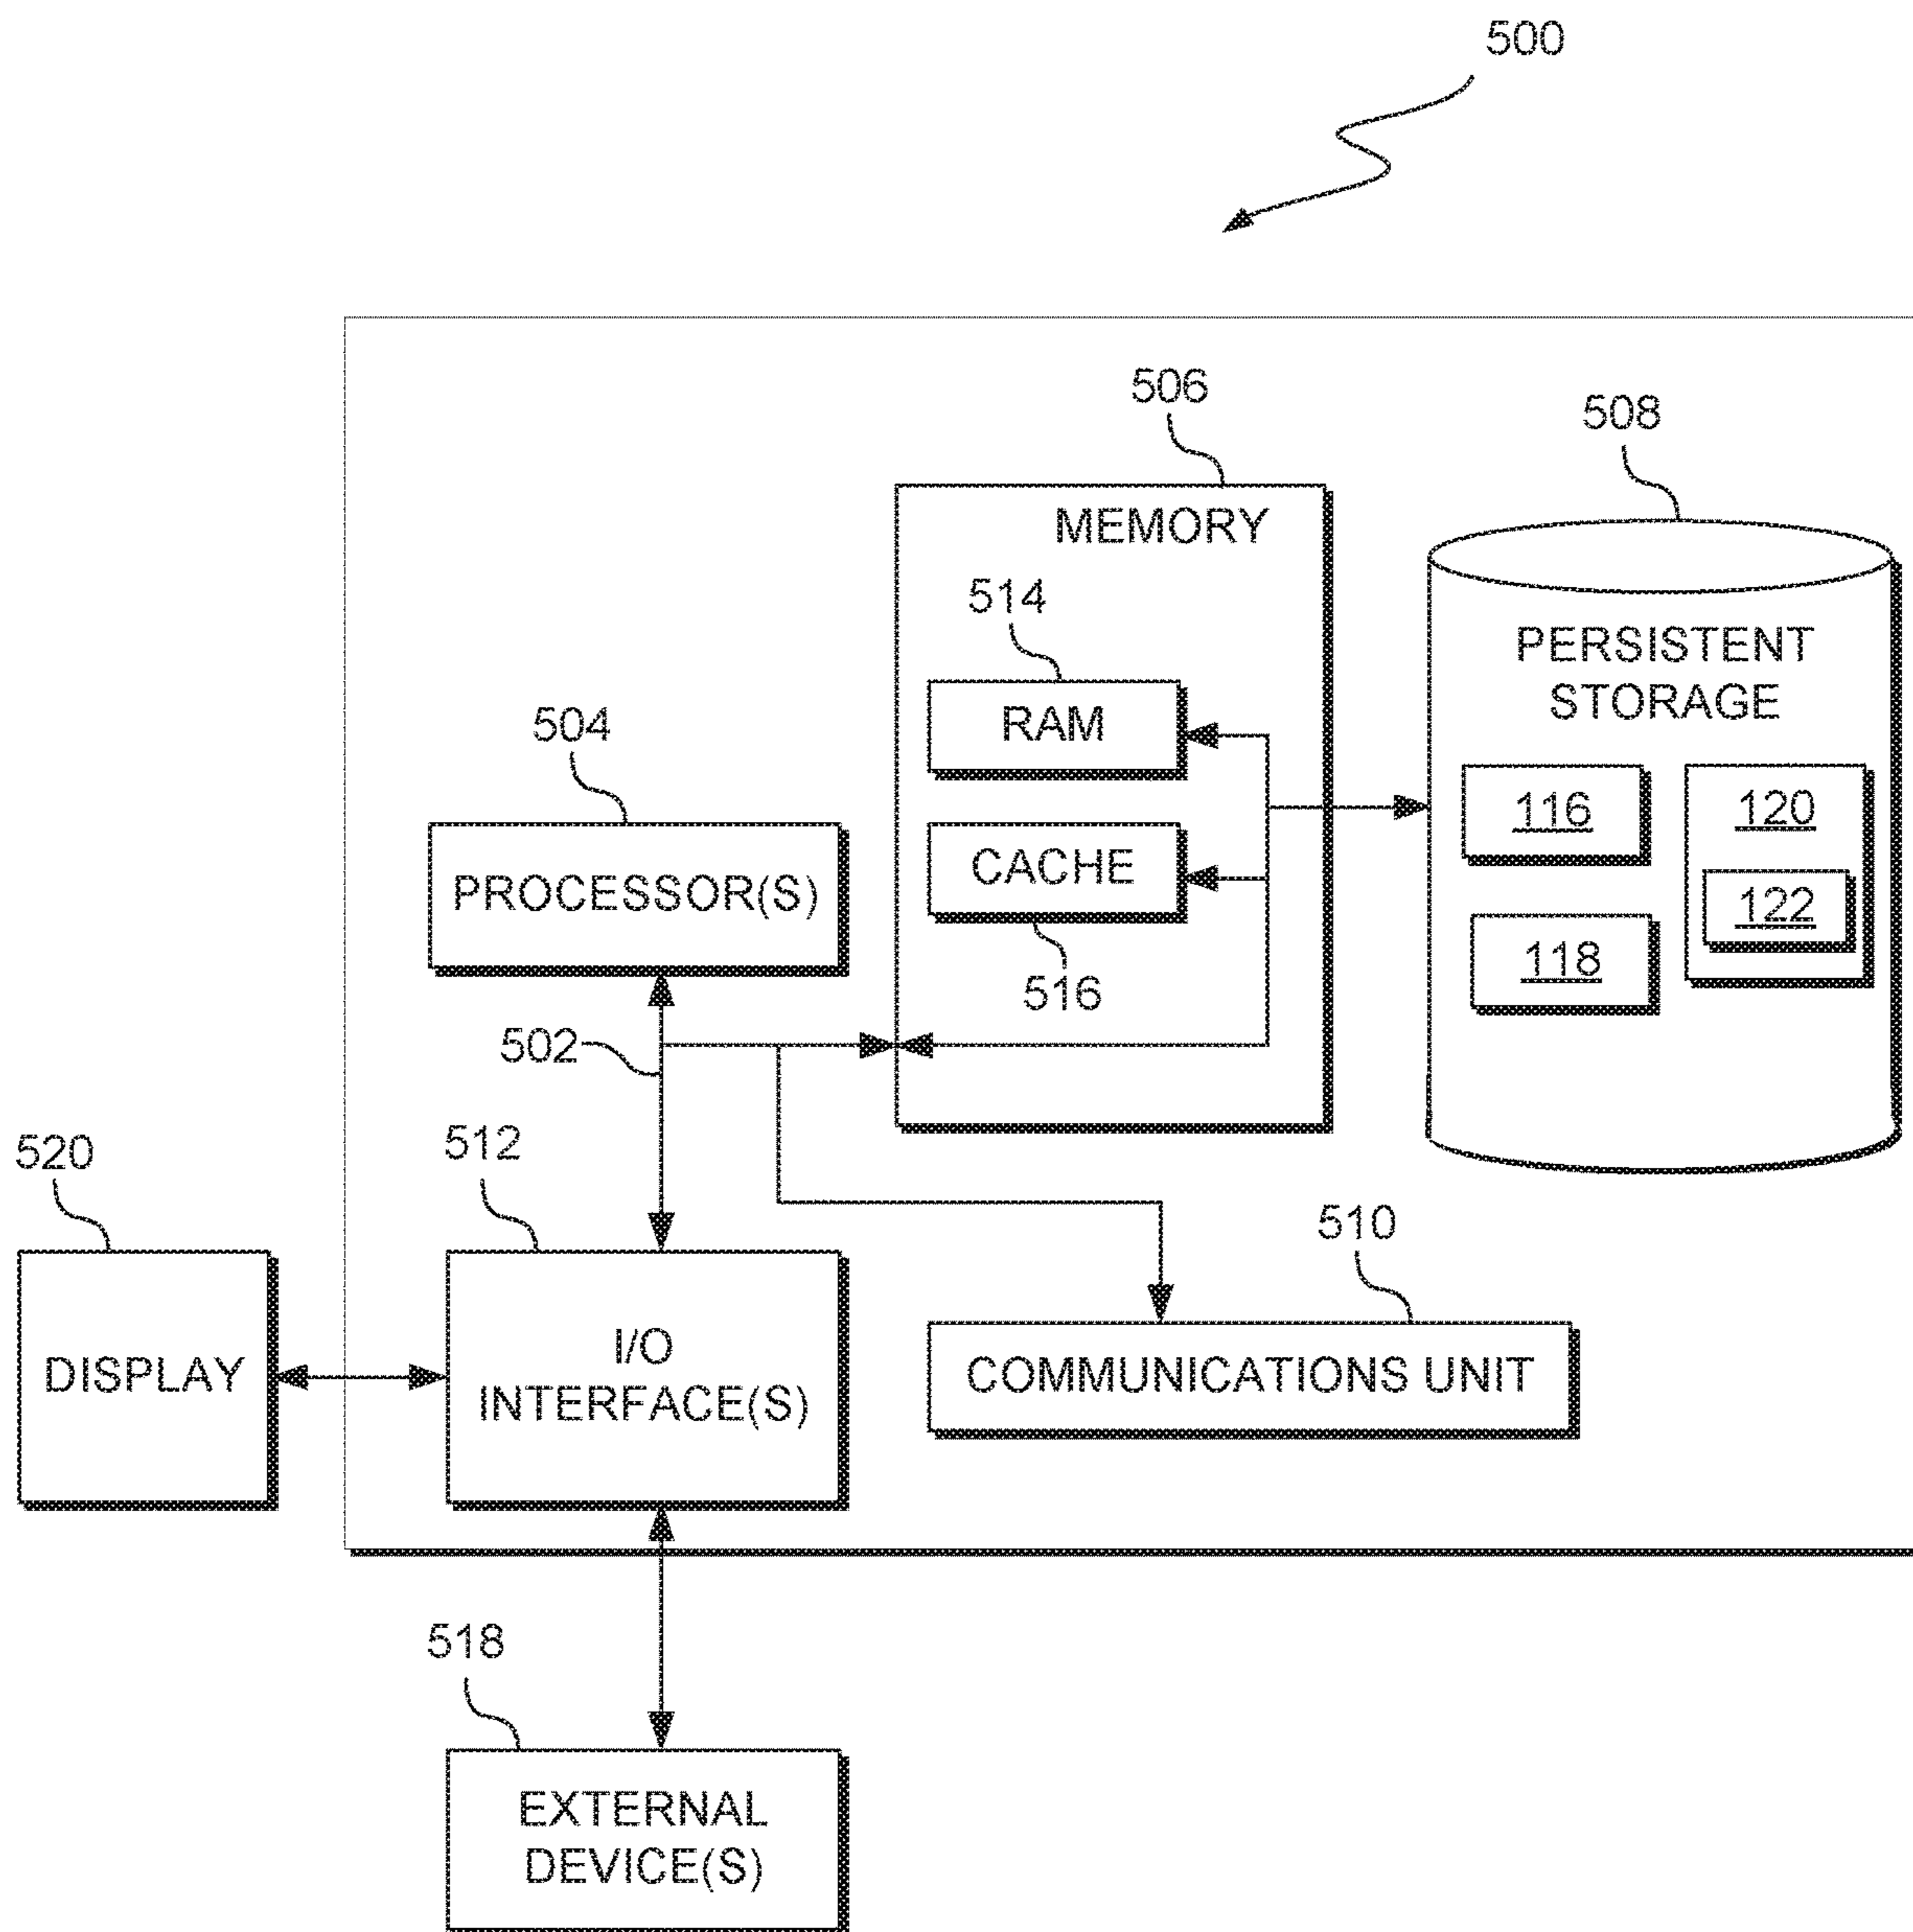 500
506
508
MEMORY
514
PERSISTENT
STORAGE
RAM
504
116
120
CACHE
PROCESSOR(S)
122
118
516
502
512
520
510
I/O
INTERFACE(S)
DISPLAY
COMMUNICATIONS UNIT
518
EXTERNAL
DEVICE(S)